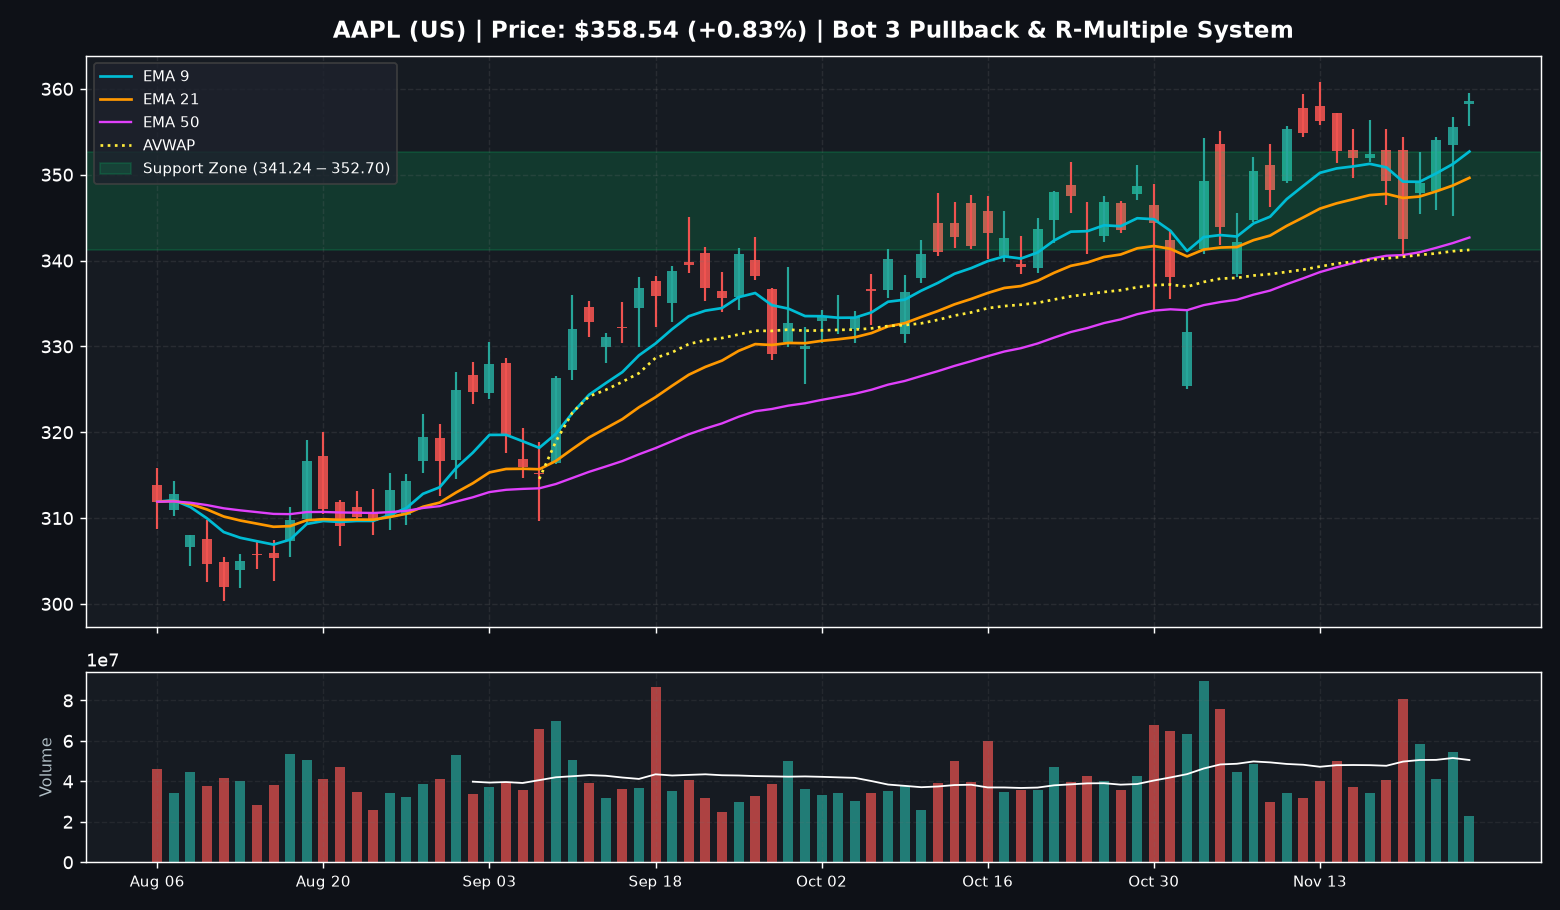 AAPL (US) | Price: $358.54 (+0.83%) | Bot 3 Pullback & R-Multiple System
EMA 9
EMA 21
EMA 50
AVWAP
Support Zone (341.24 − 352.70)
360
350
340
330
320
310
300
1e7
8
6
4
2
0
Volume
Aug 06
Aug 20
Sep 03
Sep 18
Oct 02
Oct 16
Oct 30
Nov 13